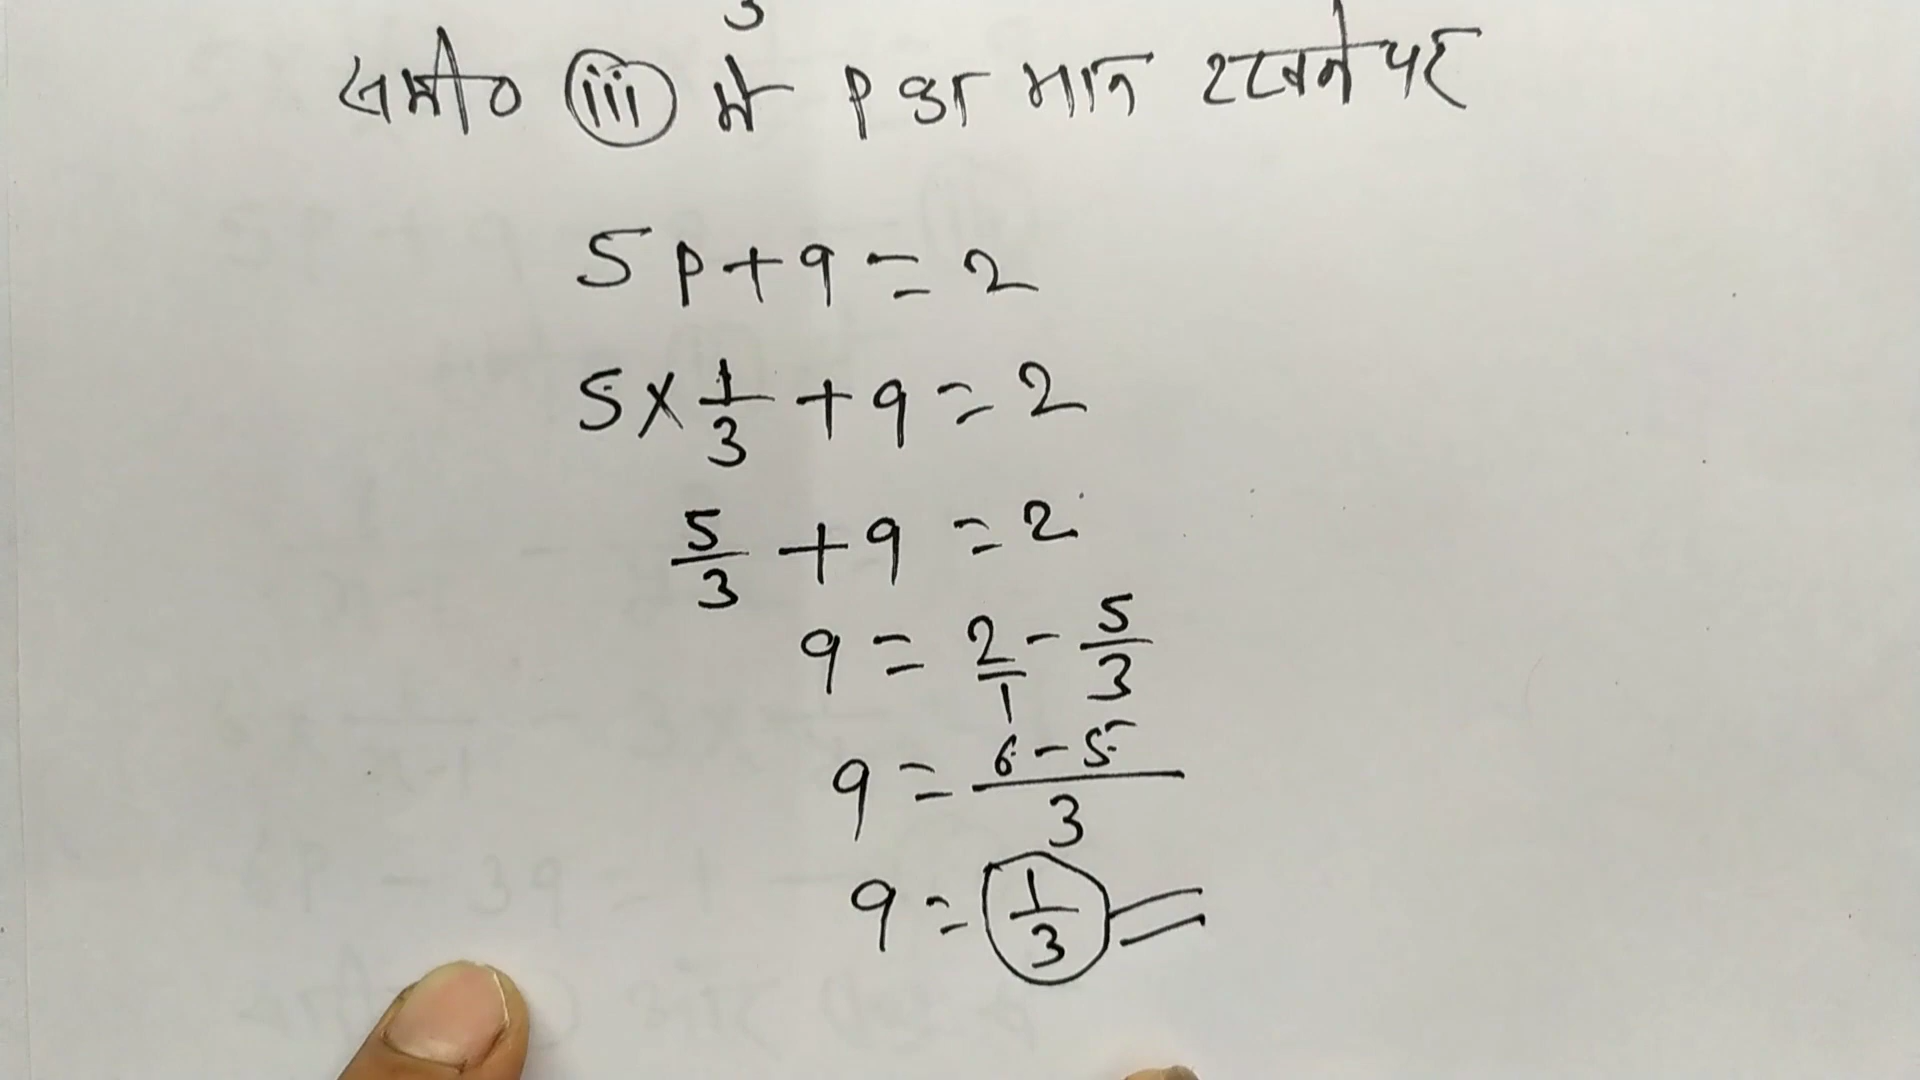 3
समी० (iii) में P का मान रखने पर
5p + q = 2
5 × 1/3 + q = 2
5/3 + q = 2
q = 2/1 - 5/3
q = 6 - 5 / 3
q = 1/3